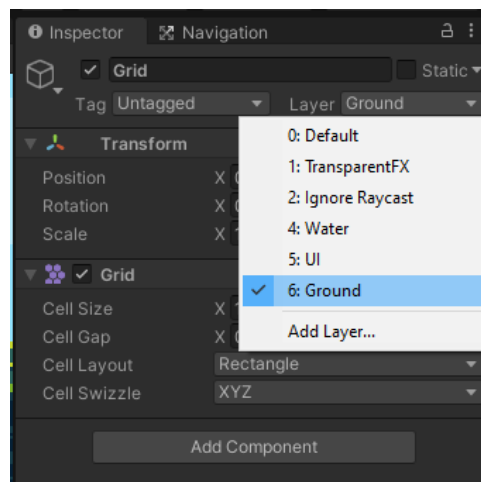 Inspector Navigation
Grid Static
Tag Untagged Layer Ground
0: Default
1: TransparentFX
2: Ignore Raycast
4: Water
5: UI
6: Ground
Add Layer...
Transform
Position X
Rotation X
Scale X
Grid
Cell Size X
Cell Gap X
Cell Layout Rectangle
Cell Swizzle XYZ
Add Component